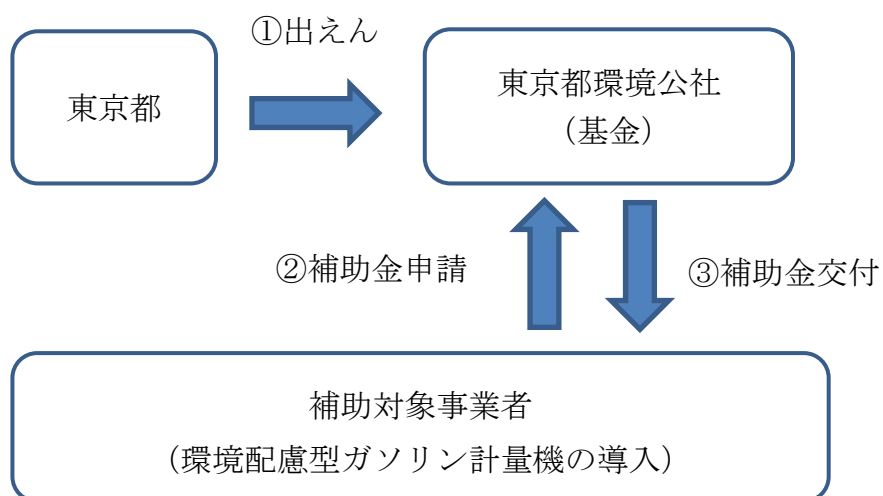 ①出えん
東京都
東京都環境公社
（基金）
②補助金申請
③補助金交付
補助対象事業者
（環境配慮型ガソリン計量機の導入）